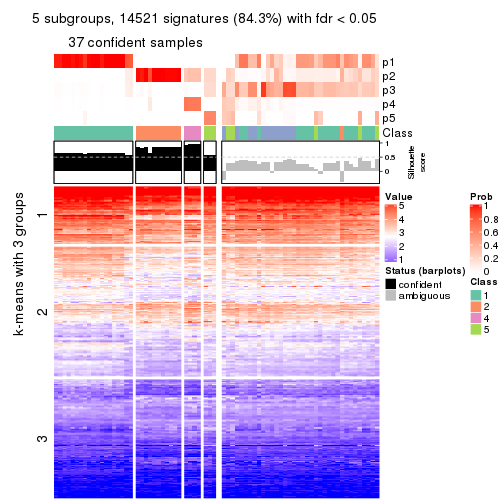 5 subgroups, 14521 signatures (84.3%) with fdr < 0.05
37 confident samples
p1
p2
p3
p4
p5
Class
1
0.5
0
Silhouette
score
k-means with 3 groups
1
2
3
Value
5
4
3
2
1
Status (barplots)
confident
ambiguous
Prob
1
0.8
0.6
0.4
0.2
0
Class
1
2
4
5